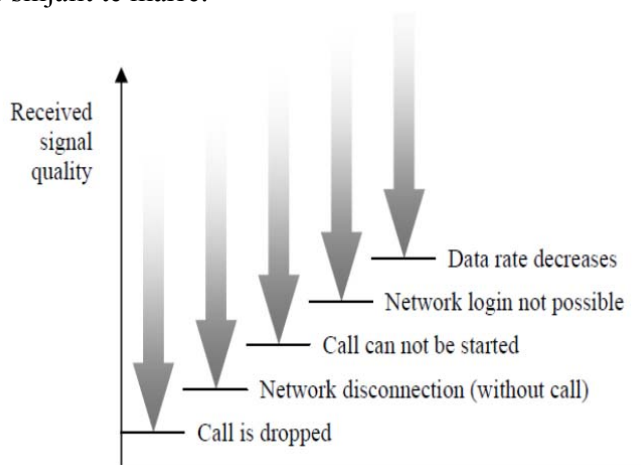 Received
signal
quality
Data rate decreases
Network login not possible
Call can not be started
Network disconnection (without call)
Call is dropped